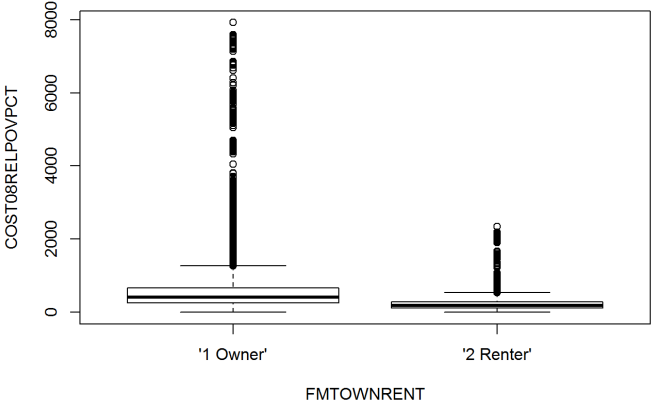 8000
6000
4000
2000
0
COST08RELPOVPCT
'1 Owner' '2 Renter'
FMTOWNRENT